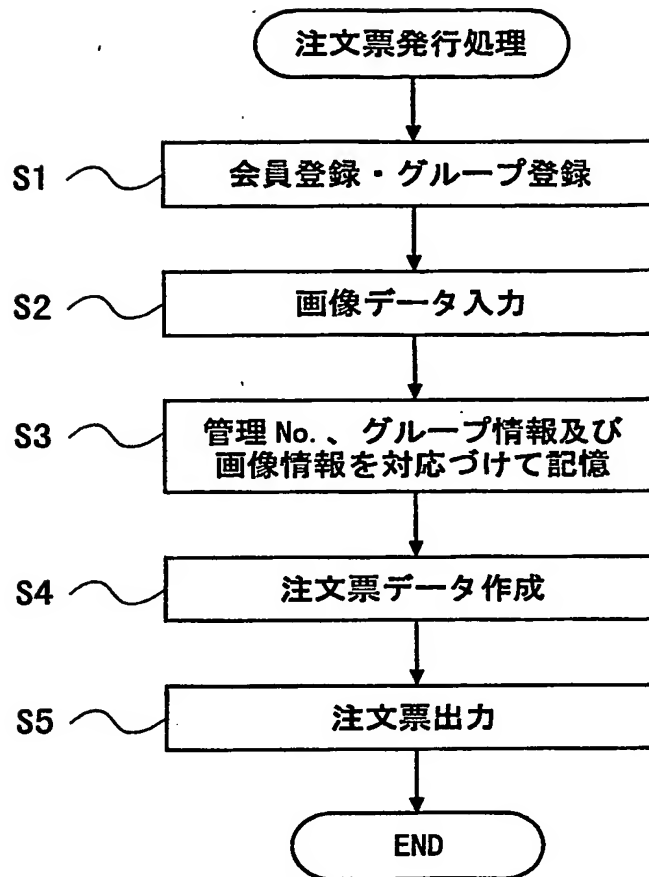 注文票発行処理
S1
会員登録・グループ登録
S2
画像データ入力
S3
管理 No.、グループ情報及び
画像情報を対応づけて記憶
S4
注文票データ作成
S5
注文票出力
END